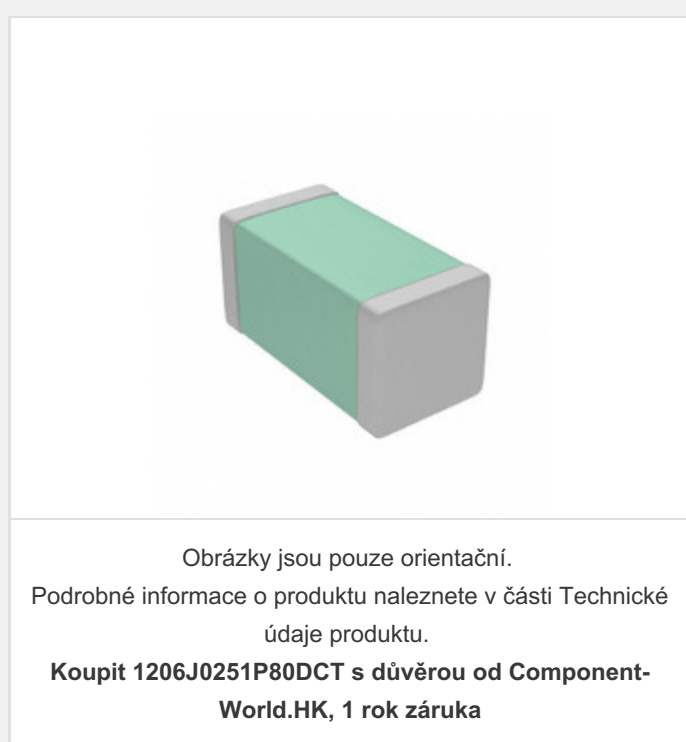 Obrázky jsou pouze orientační.
Podrobné informace o produktu naleznete v části Technické
údaje produktu.
Koupit 1206J0251P80DCT s důvěrou od Component-
World.HK, 1 rok záruka